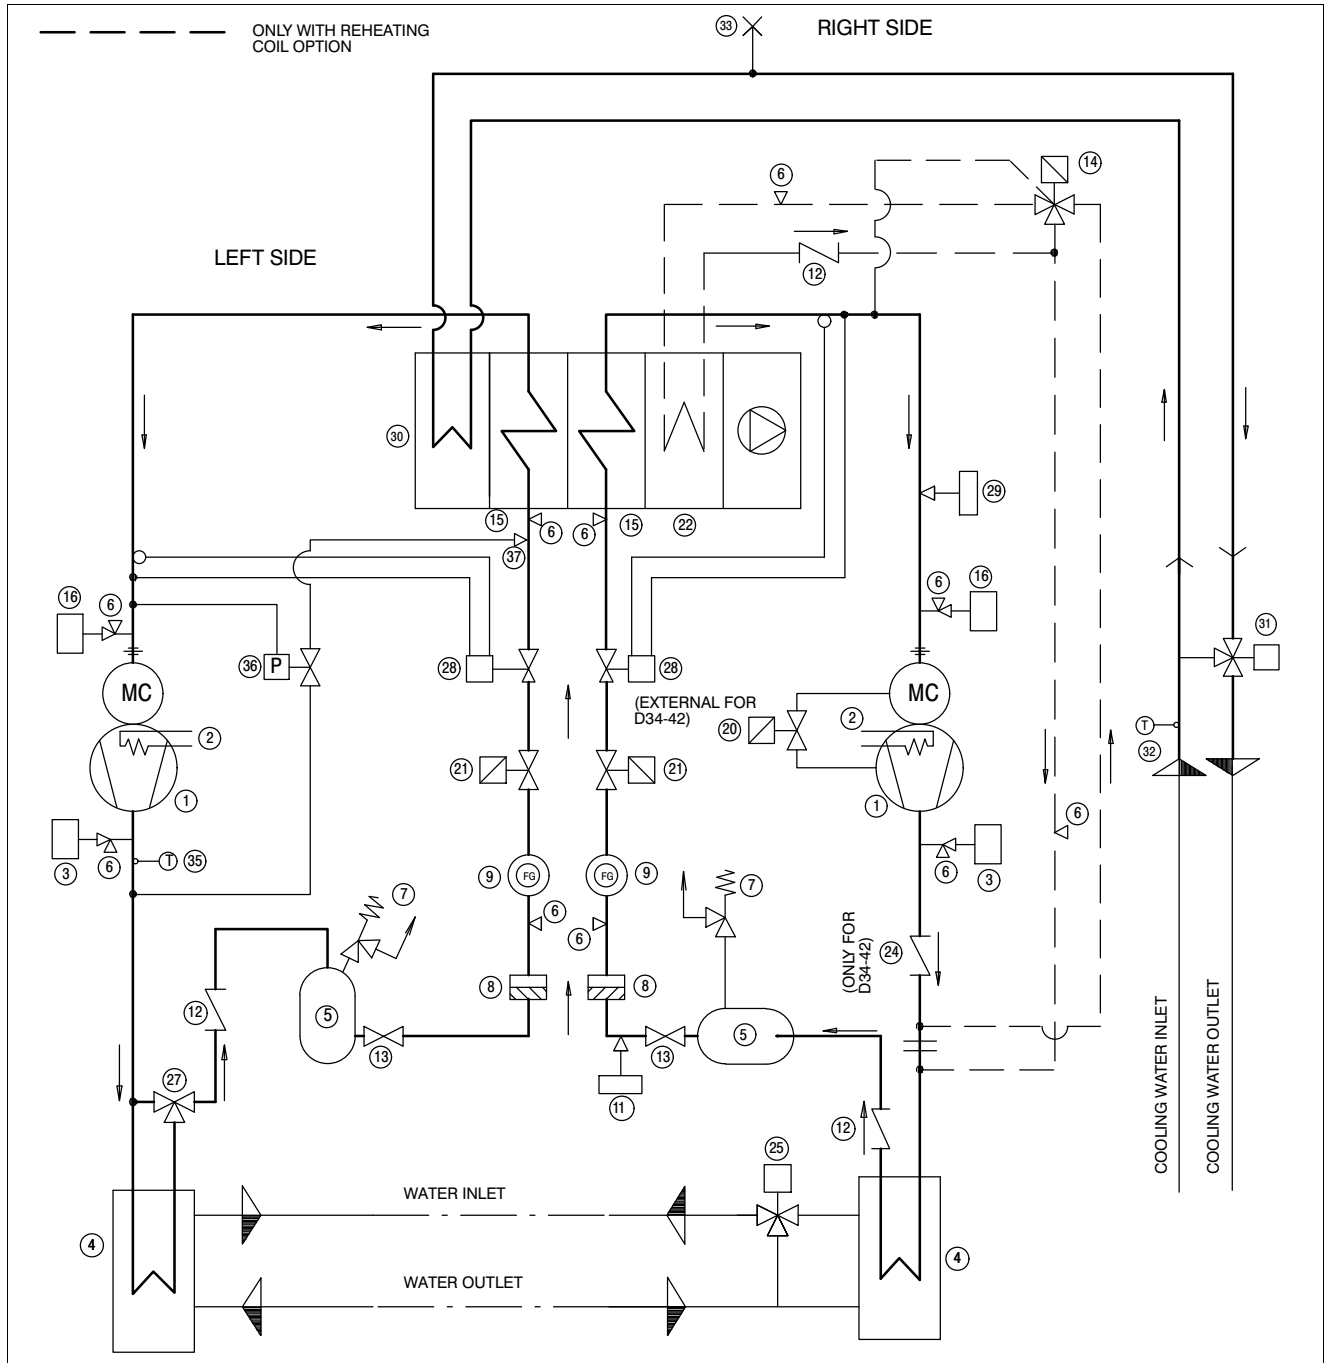 ONLY WITH REHEATING
COIL OPTION
33
RIGHT SIDE
14
6
LEFT SIDE
12
30
29
15
6
6
15
22
37
16
6
6
16
31
36
P
28
28
MC
MC
(EXTERNAL FOR
D34-42)
20
2
2
T
32
21
21
1
1
6
3
6
T
35
9
FG
FG
9
7
6
3
7
6
6
(ONLY FOR
D34-42)
24
8
8
12
5
13
13
5
27
11
12
COOLING WATER INLET
COOLING WATER OUTLET
25
WATER INLET
4
4
WATER OUTLET